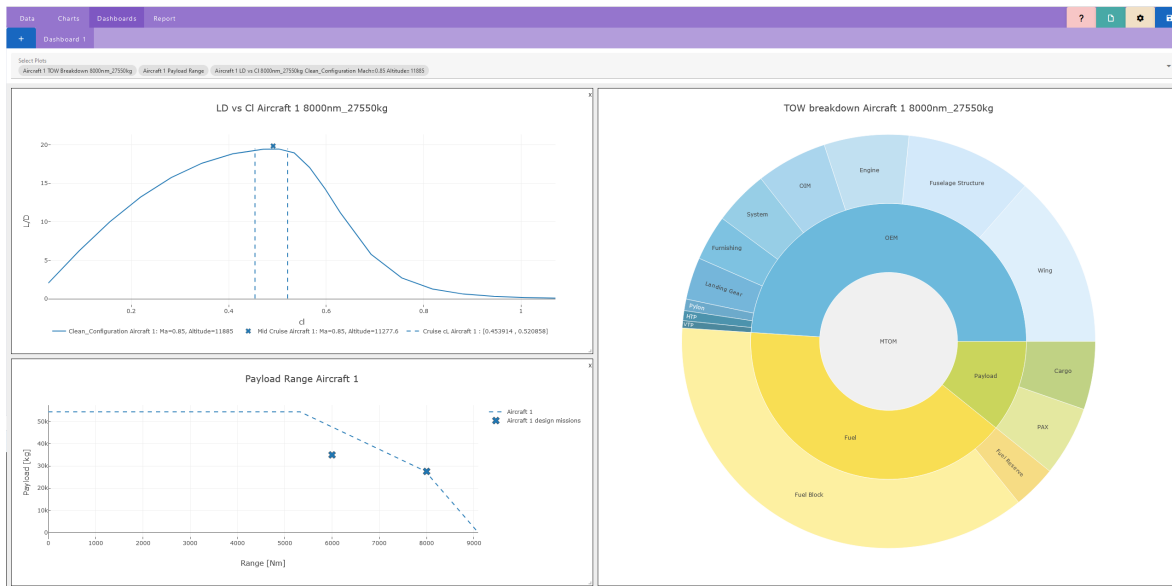 Data Charts Dashboards Report ?
+ Dashboard 1
Select Plots
Aircraft 1 TOW Breakdown 8000nm_27550kg Aircraft 1 Payload Range Aircraft 1 LD vs Cl 8000nm_27550kg Clean_Configuration Mach=0.85 Altitude= 11885
x
LD vs Cl Aircraft 1 8000nm_27550kg
20
15
10
5
0
L/D
0.2 0.4 0.6 0.8 1
cl
Clean_Configuration Aircraft 1: Ma=0.85, Altitude=11885 Mid Cruise Aircraft 1: Ma=0.85, Altitude=11277.6 Cruise cL Aircraft 1 : [0.453914 , 0.520858]
x
Payload Range Aircraft 1
50k
40k
30k
20k
10k
0
Payload [kg]
0 1000 2000 3000 4000 5000 6000 7000 8000 9000
Range [Nm]
Aircraft 1
Aircraft 1 design missions
TOW breakdown Aircraft 1 8000nm_27550kg
Engine
Fuselage Structure
OIM
System
Furnishing
Landing Gear
Pylon
HTP
VTP
OEM
Wing
MTOM
Payload
Cargo
PAX
Fuel
Fuel Reserve
Fuel Block